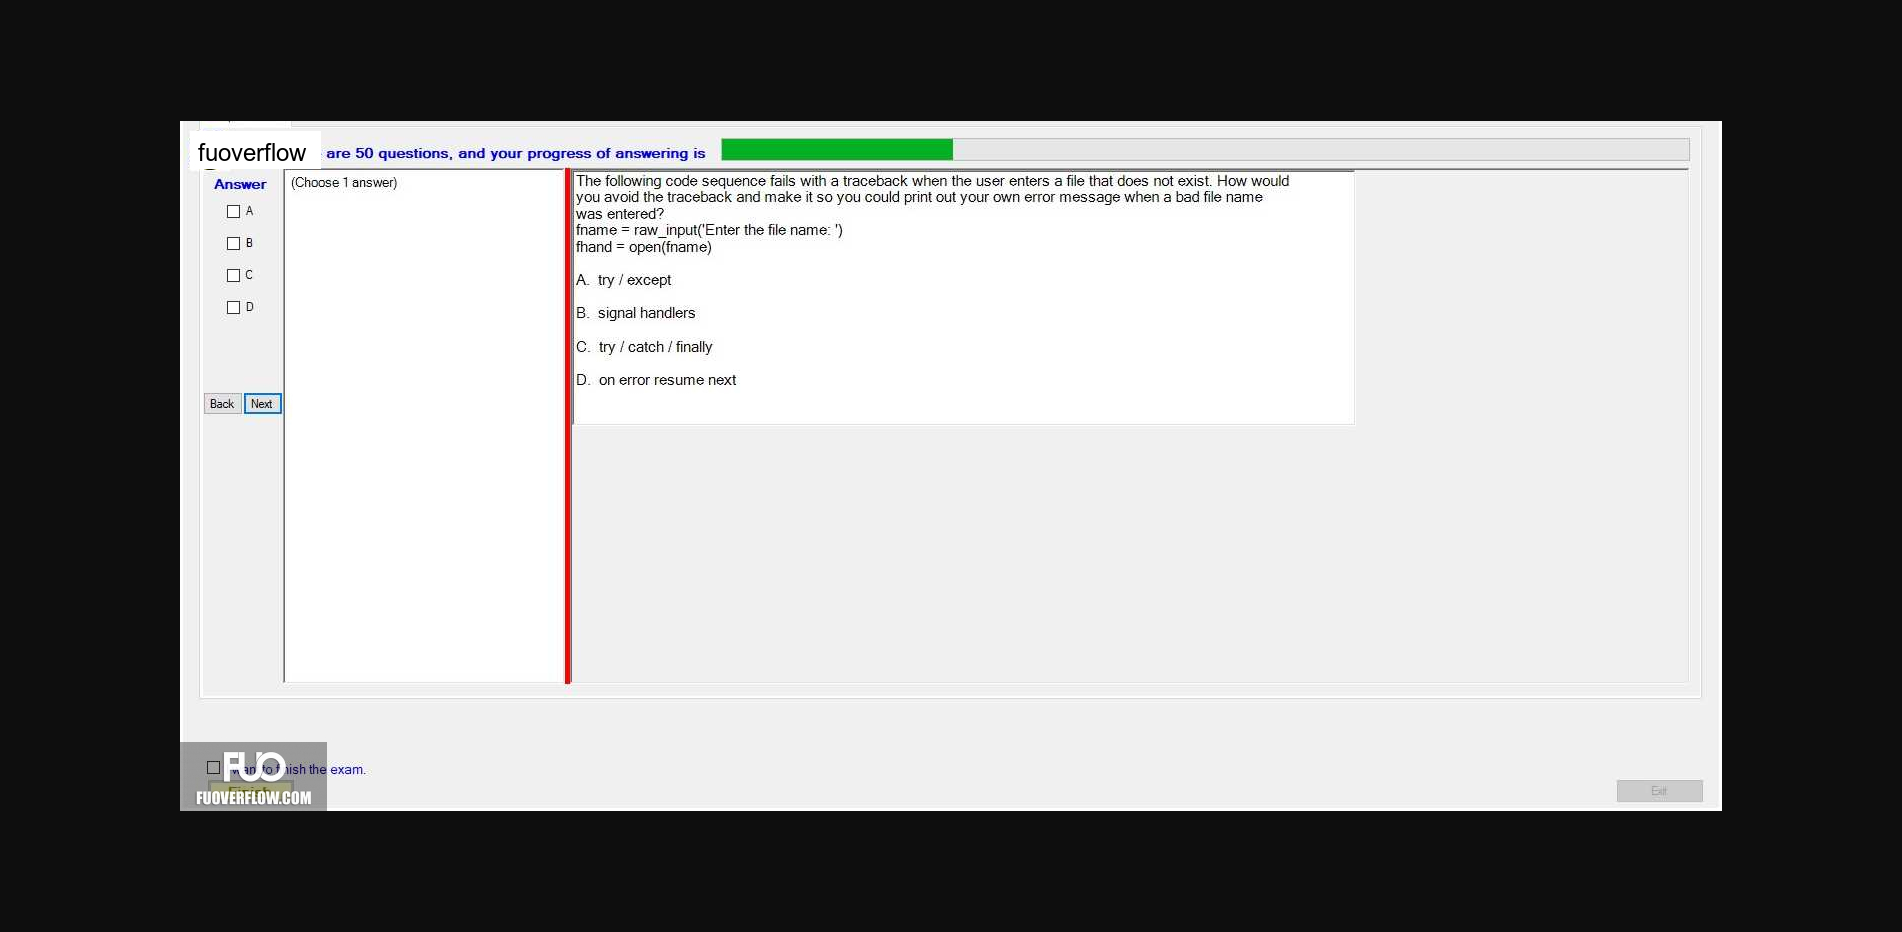 fuoverflow are 50 questions, and your progress of answering is
Answer
(Choose 1 answer)
A
B
C
D
Back Next
The following code sequence fails with a traceback when the user enters a file that does not exist. How would
you avoid the traceback and make it so you could print out your own error message when a bad file name
was entered?
fname = raw_input('Enter the file name: ')
fhand = open(fname)
A. try / except
B. signal handlers
C. try / catch / finally
D. on error resume next
FUO
want to finish the exam.
Finish
FUOVERFLOW.COM
Exit